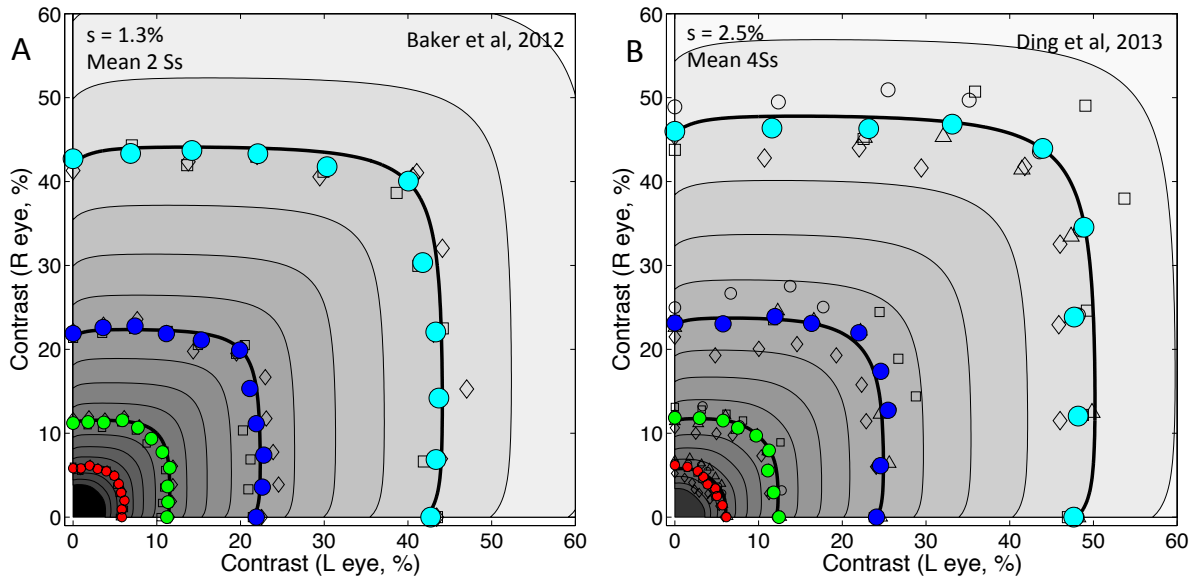 A
s = 1.3%
Mean 2 Ss
Baker et al, 2012
60
50
40
30
20
10
0
Contrast (R eye, %)
0 10 20 30 40 50 60
Contrast (L eye, %)
B
s = 2.5%
Mean 4Ss
Ding et al, 2013
60
50
40
30
20
10
0
Contrast (R eye, %)
0 10 20 30 40 50 60
Contrast (L eye, %)